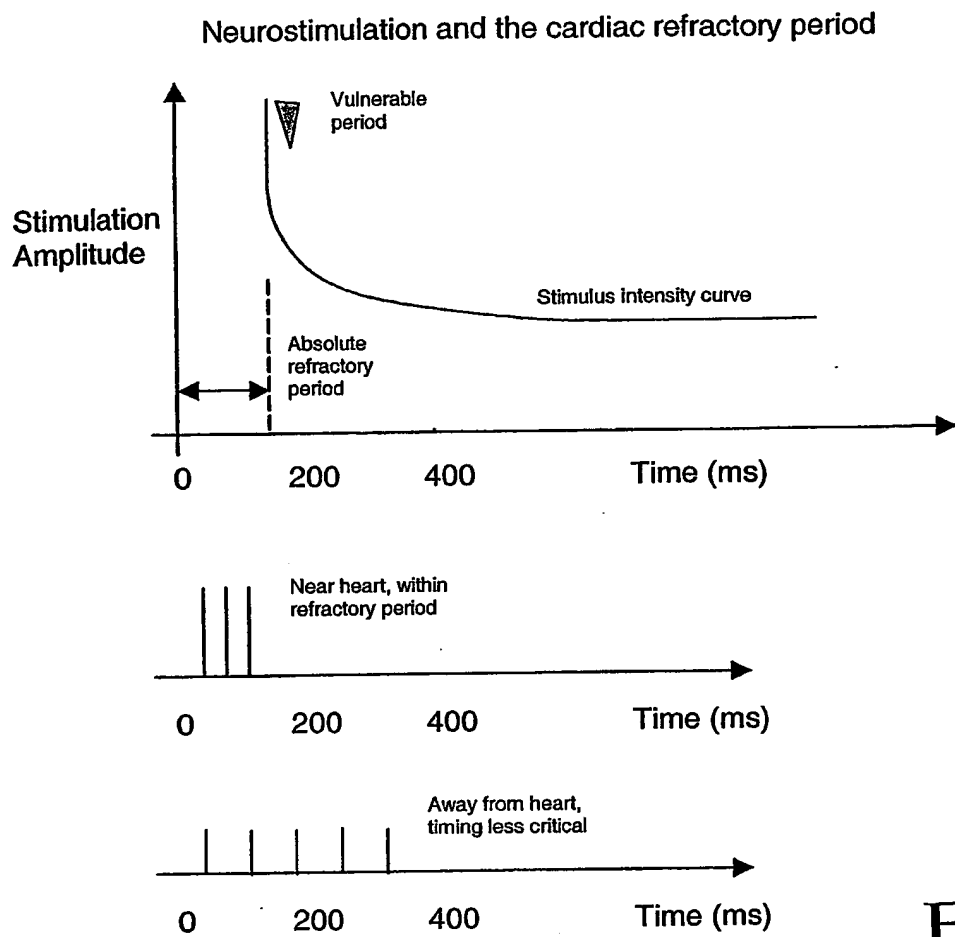 Neurostimulation and the cardiac refractory period
Vulnerable
period
Stimulation
Amplitude
Stimulus intensity curve
Absolute
refractory
period
0 200 400 Time (ms)
Near heart, within
refractory period
0 200 400 Time (ms)
Away from heart,
timing less critical
0 200 400 Time (ms)